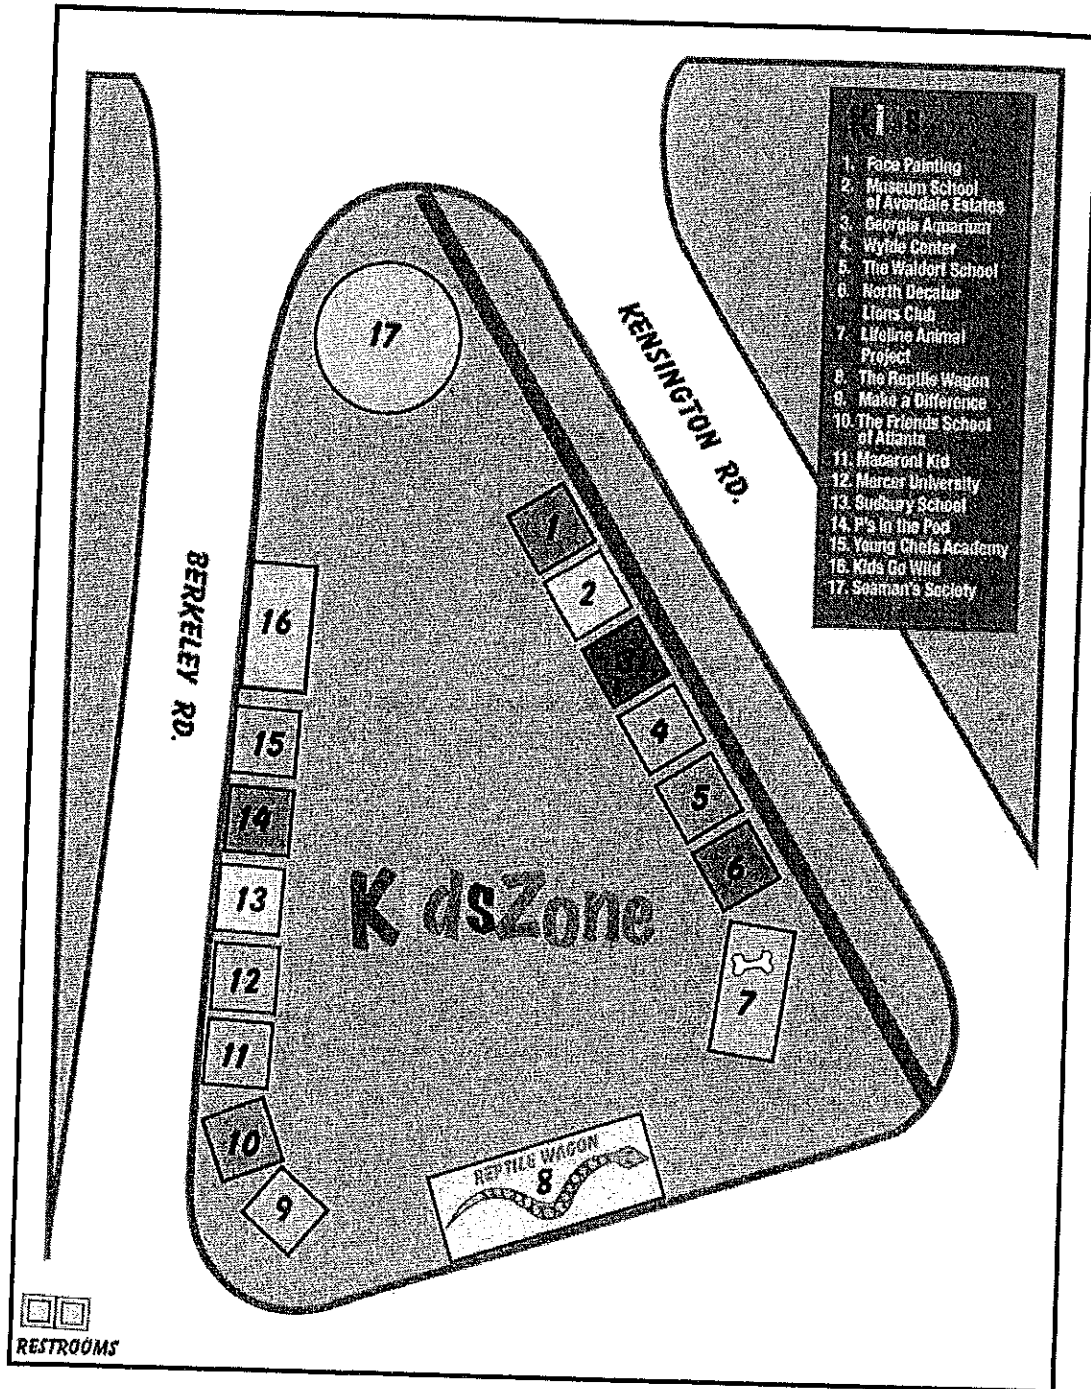 i s
1. Face Painting
2. Museum School
of Avondale Estates
3. Georgia Aquarium
4. Wylde Center
5. The Waldorf School
6. North Decatur
Lions Club
7. Lifeline Animal
Project
8. The Reptile Wagon
9. Make a Difference
10. The Friends School
of Atlanta
11. Macaroni Kid
12. Mercer University
13. Sudbury School
14. P's in the Pod
15. Young Chefs Academy
16. Kids Go Wild
17. Seaman's Society
17
KENSINGTON RD.
1
2
3
4
5
6
7
BERKELEY RD.
16
15
14
13
12
11
10
9
K dsZone
REPTILE WAGON
8
RESTROOMS